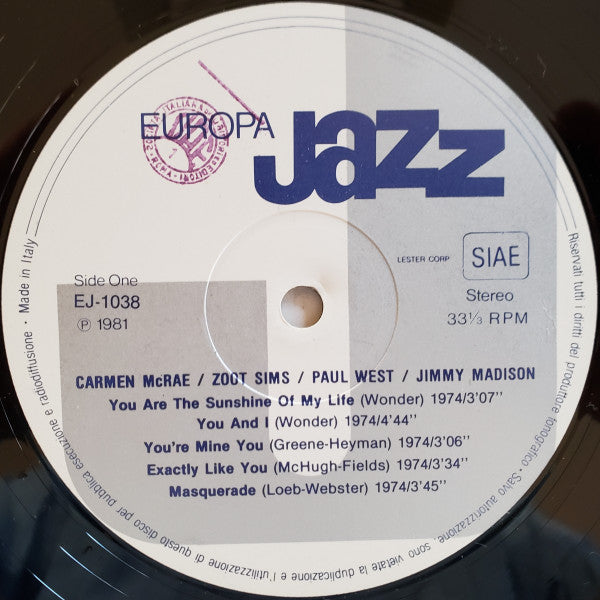 EUROPA
Jazz
LESTER CORP
SIAE
Side One
EJ-1038
℗ 1981
Stereo
33⅓ RPM
CARMEN McRAE / ZOOT SIMS / PAUL WEST / JIMMY MADISON
You Are The Sunshine Of My Life (Wonder) 1974/3'07''
You And I (Wonder) 1974/4'44''
You're Mine You (Greene-Heyman) 1974/3'06''
Exactly Like You (McHugh-Fields) 1974/3'34''
Masquerade (Loeb-Webster) 1974/3'45''
Riservati tutti i diritti del produttore fonografico - Salvo autorizzazione, sono vietate la duplicazione e l'utilizzazione di questo disco per pubblica esecuzione e radiodiffusione · Made in Italy